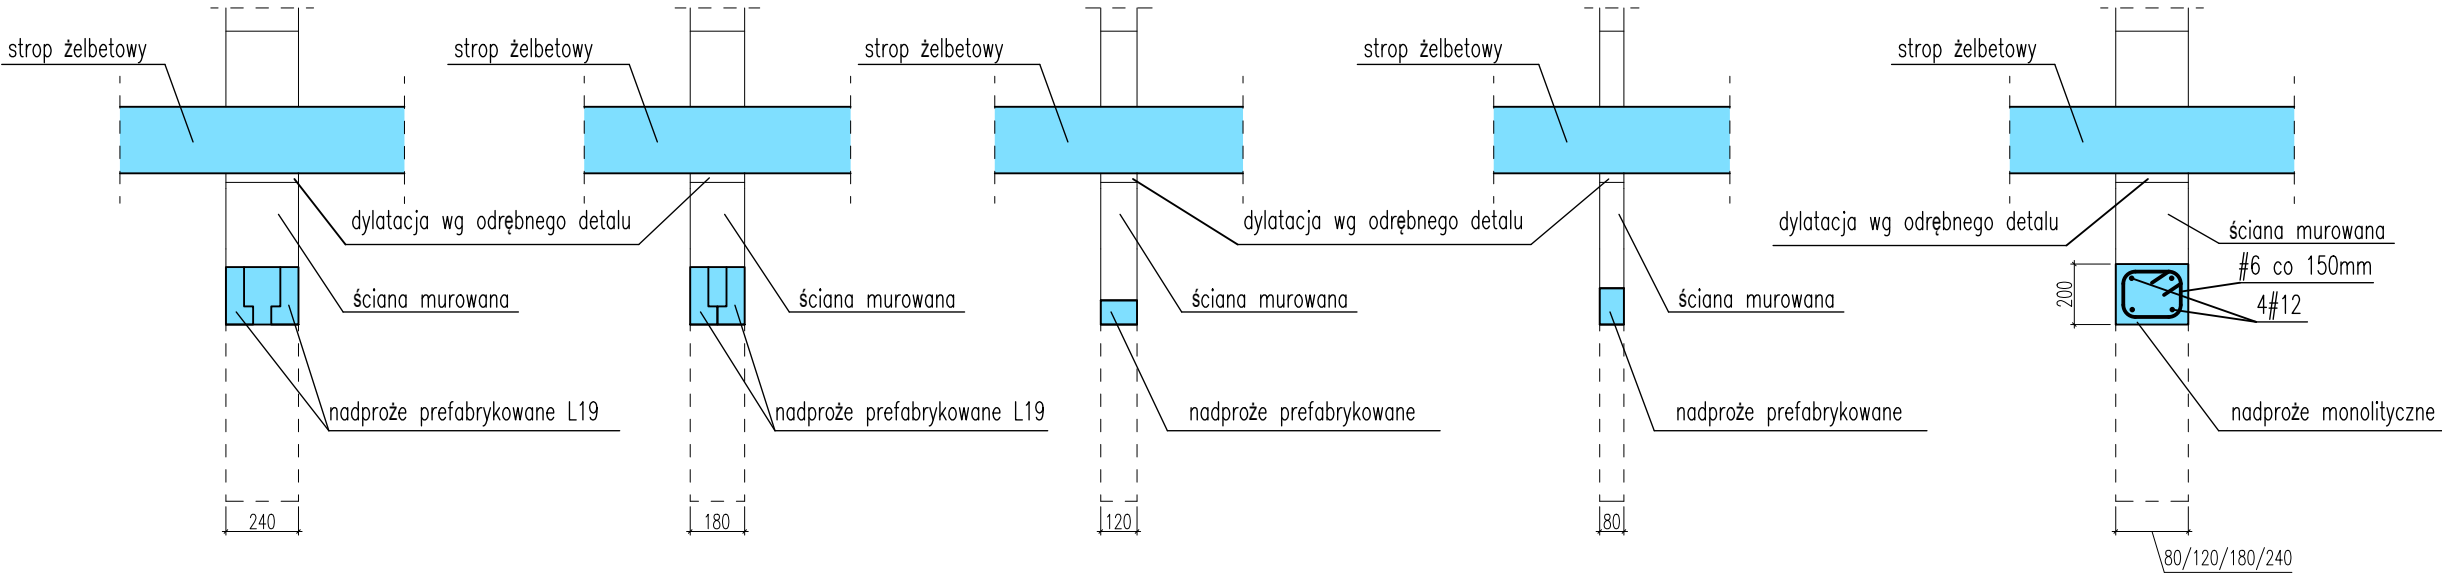 strop żelbetowy
strop żelbetowy
strop żelbetowy
strop żelbetowy
strop żelbetowy
dylatacja wg odrębnego detalu
dylatacja wg odrębnego detalu
dylatacja wg odrębnego detalu
ściana murowana
#6 co 150mm
4#12
200
ściana murowana
ściana murowana
ściana murowana
ściana murowana
nadproże prefabrykowane L19
nadproże prefabrykowane L19
nadproże prefabrykowane
nadproże prefabrykowane
nadproże monolityczne
240
180
120
80
80/120/180/240